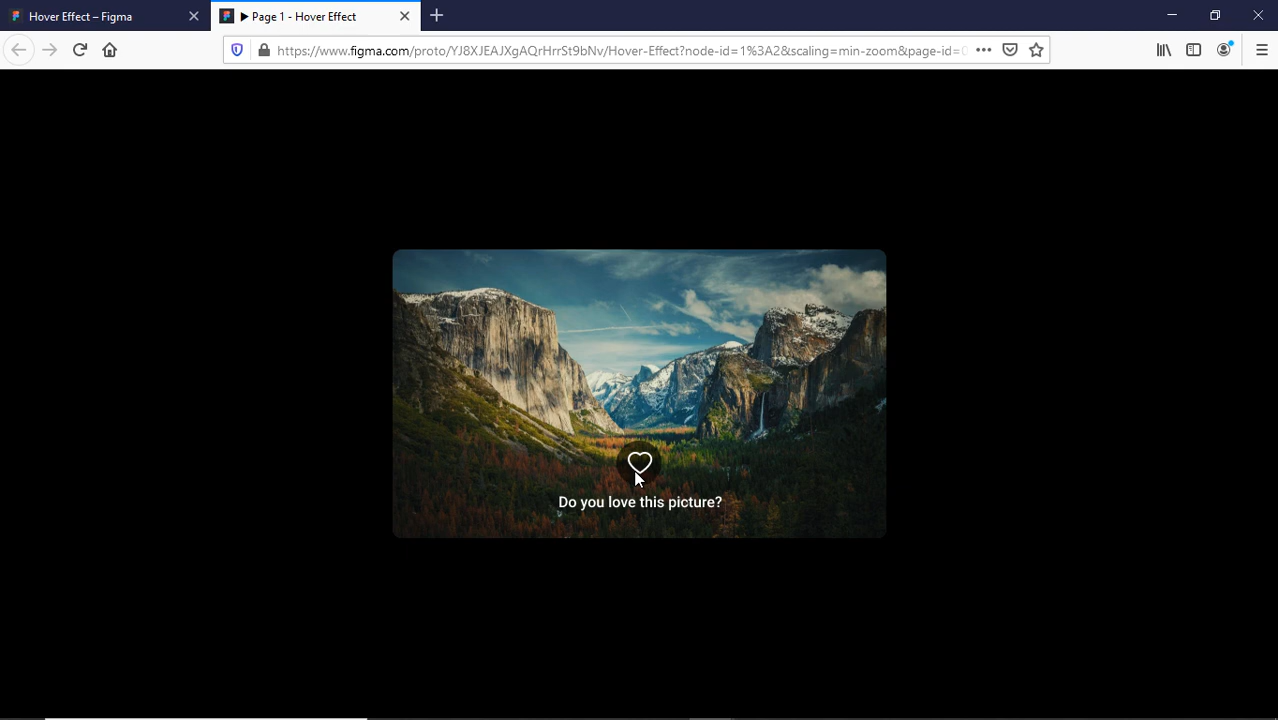 Hover Effect – Figma
▶ Page 1 - Hover Effect
https://www.figma.com/proto/YJ8XJEAJXgAQrHrrSt9bNv/Hover-Effect?node-id=1%3A2&scaling=min-zoom&page-id=0
Do you love this picture?